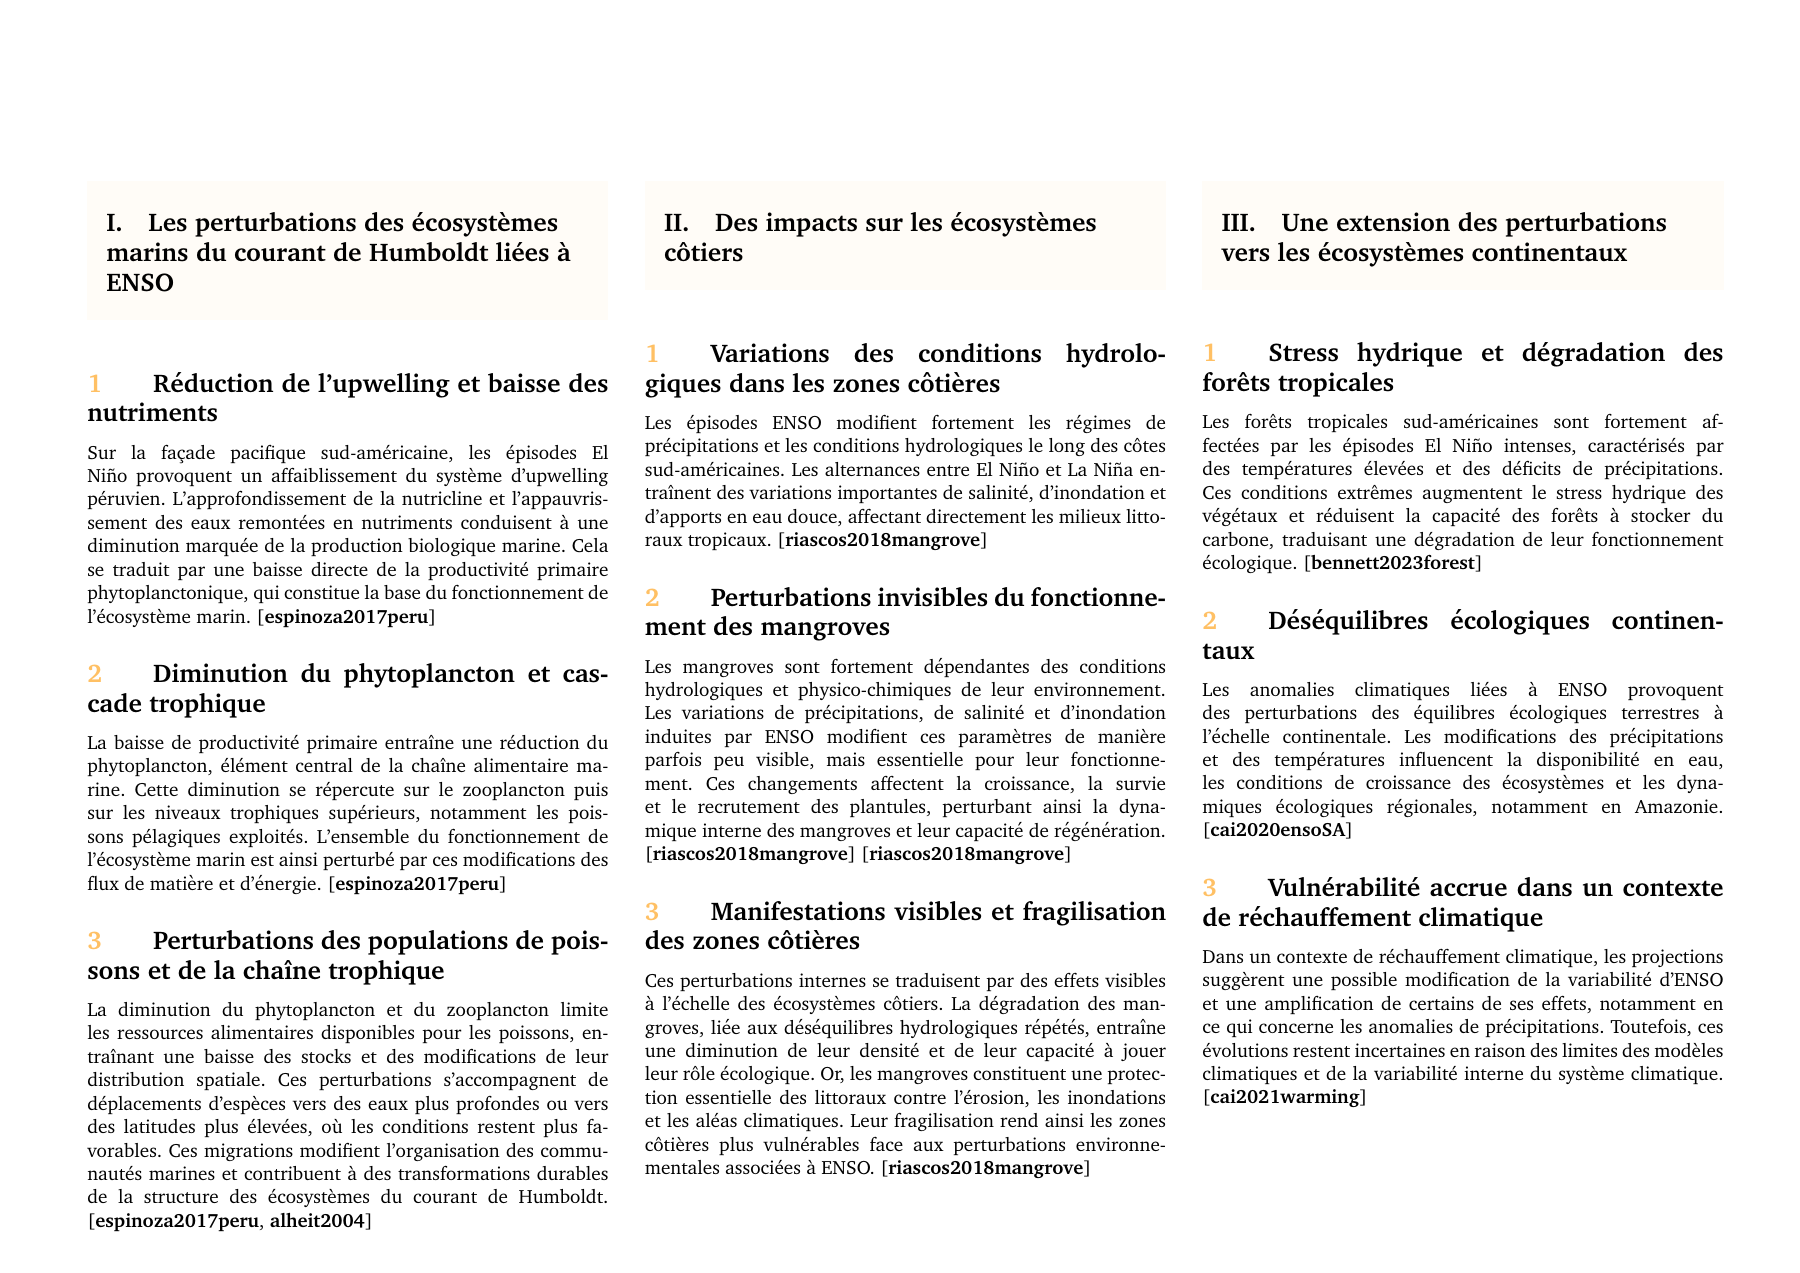 I. Les perturbations des écosystèmes
marins du courant de Humboldt liées à
ENSO
1 Réduction de l'upwelling et baisse des
nutriments
Sur la façade pacifique sud-américaine, les épisodes El
Niño provoquent un affaiblissement du système d'upwelling
péruvien. L'approfondissement de la nutricline et l'appauvris-
sement des eaux remontées en nutriments conduisent à une
diminution marquée de la production biologique marine. Cela
se traduit par une baisse directe de la productivité primaire
phytoplanctonique, qui constitue la base du fonctionnement de
l'écosystème marin. [espinoza2017peru]
2 Diminution du phytoplancton et cas-
cade trophique
La baisse de productivité primaire entraîne une réduction du
phytoplancton, élément central de la chaîne alimentaire ma-
rine. Cette diminution se répercute sur le zooplancton puis
sur les niveaux trophiques supérieurs, notamment les pois-
sons pélagiques exploités. L'ensemble du fonctionnement de
l'écosystème marin est ainsi perturbé par ces modifications des
flux de matière et d'énergie. [espinoza2017peru]
3 Perturbations des populations de pois-
sons et de la chaîne trophique
La diminution du phytoplancton et du zooplancton limite
les ressources alimentaires disponibles pour les poissons, en-
traînant une baisse des stocks et des modifications de leur
distribution spatiale. Ces perturbations s'accompagnent de
déplacements d'espèces vers des eaux plus profondes ou vers
des latitudes plus élevées, où les conditions restent plus fa-
vorables. Ces migrations modifient l'organisation des commu-
nautés marines et contribuent à des transformations durables
de la structure des écosystèmes du courant de Humboldt.
[espinoza2017peru, alheit2004]
II. Des impacts sur les écosystèmes
côtiers
1 Variations des conditions hydrolo-
giques dans les zones côtières
Les épisodes ENSO modifient fortement les régimes de
précipitations et les conditions hydrologiques le long des côtes
sud-américaines. Les alternances entre El Niño et La Niña en-
traînent des variations importantes de salinité, d'inondation et
d'apports en eau douce, affectant directement les milieux litto-
raux tropicaux. [riascos2018mangrove]
2 Perturbations invisibles du fonctionne-
ment des mangroves
Les mangroves sont fortement dépendantes des conditions
hydrologiques et physico-chimiques de leur environnement.
Les variations de précipitations, de salinité et d'inondation
induites par ENSO modifient ces paramètres de manière
parfois peu visible, mais essentielle pour leur fonctionne-
ment. Ces changements affectent la croissance, la survie
et le recrutement des plantules, perturbant ainsi la dyna-
mique interne des mangroves et leur capacité de régénération.
[riascos2018mangrove] [riascos2018mangrove]
3 Manifestations visibles et fragilisation
des zones côtières
Ces perturbations internes se traduisent par des effets visibles
à l'échelle des écosystèmes côtiers. La dégradation des man-
groves, liée aux déséquilibres hydrologiques répétés, entraîne
une diminution de leur densité et de leur capacité à jouer
leur rôle écologique. Or, les mangroves constituent une protec-
tion essentielle des littoraux contre l'érosion, les inondations
et les aléas climatiques. Leur fragilisation rend ainsi les zones
côtières plus vulnérables face aux perturbations environne-
mentales associées à ENSO. [riascos2018mangrove]
III. Une extension des perturbations
vers les écosystèmes continentaux
1 Stress hydrique et dégradation des
forêts tropicales
Les forêts tropicales sud-américaines sont fortement af-
fectées par les épisodes El Niño intenses, caractérisés par
des températures élevées et des déficits de précipitations.
Ces conditions extrêmes augmentent le stress hydrique des
végétaux et réduisent la capacité des forêts à stocker du
carbone, traduisant une dégradation de leur fonctionnement
écologique. [bennett2023forest]
2 Déséquilibres écologiques continen-
taux
Les anomalies climatiques liées à ENSO provoquent
des perturbations des équilibres écologiques terrestres à
l'échelle continentale. Les modifications des précipitations
et des températures influencent la disponibilité en eau,
les conditions de croissance des écosystèmes et les dyna-
miques écologiques régionales, notamment en Amazonie.
[cai2020ensoSA]
3 Vulnérabilité accrue dans un contexte
de réchauffement climatique
Dans un contexte de réchauffement climatique, les projections
suggèrent une possible modification de la variabilité d'ENSO
et une amplification de certains de ses effets, notamment en
ce qui concerne les anomalies de précipitations. Toutefois, ces
évolutions restent incertaines en raison des limites des modèles
climatiques et de la variabilité interne du système climatique.
[cai2021warming]